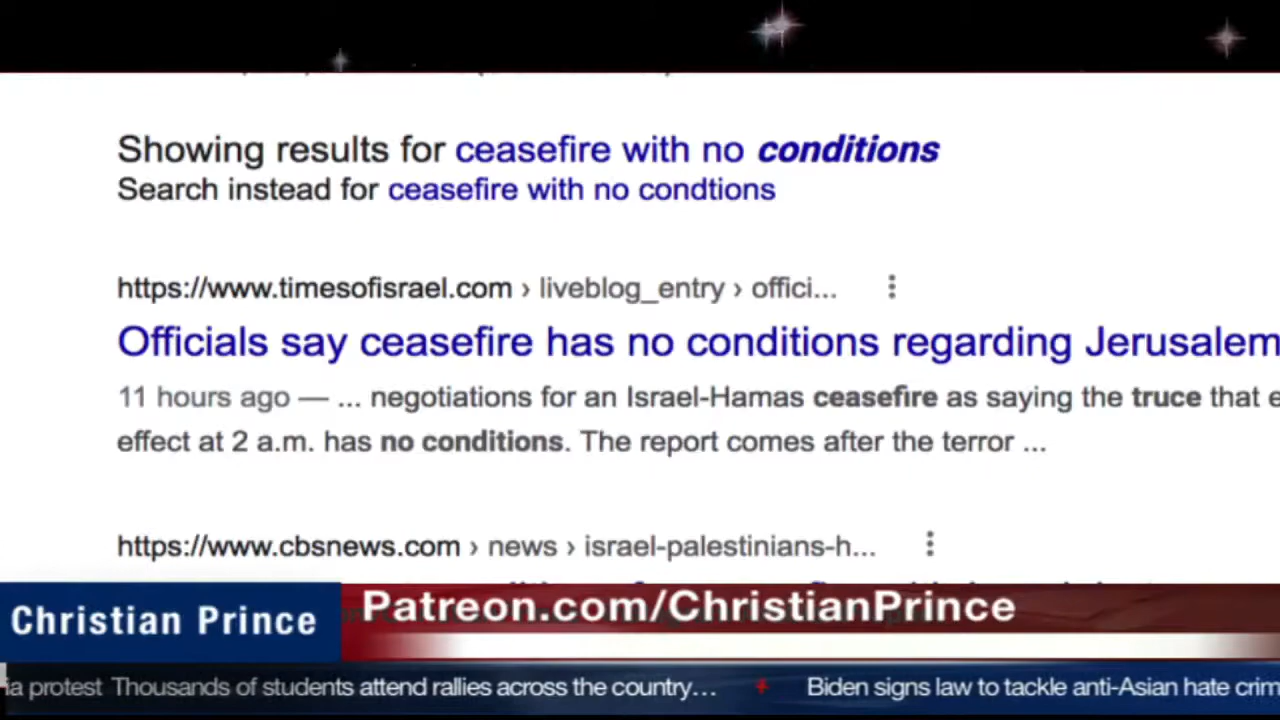 Showing results for ceasefire with no conditions
Search instead for ceasefire with no condtions
https://www.timesofisrael.com › liveblog_entry › offici...
Officials say ceasefire has no conditions regarding Jerusalem
11 hours ago — ... negotiations for an Israel-Hamas ceasefire as saying the truce that e
effect at 2 a.m. has no conditions. The report comes after the terror ...
https://www.cbsnews.com › news › israel-palestinians-h...
Christian Prince
Patreon.com/ChristianPrince
ia protest Thousands of students attend rallies across the country... + Biden signs law to tackle anti-Asian hate crim